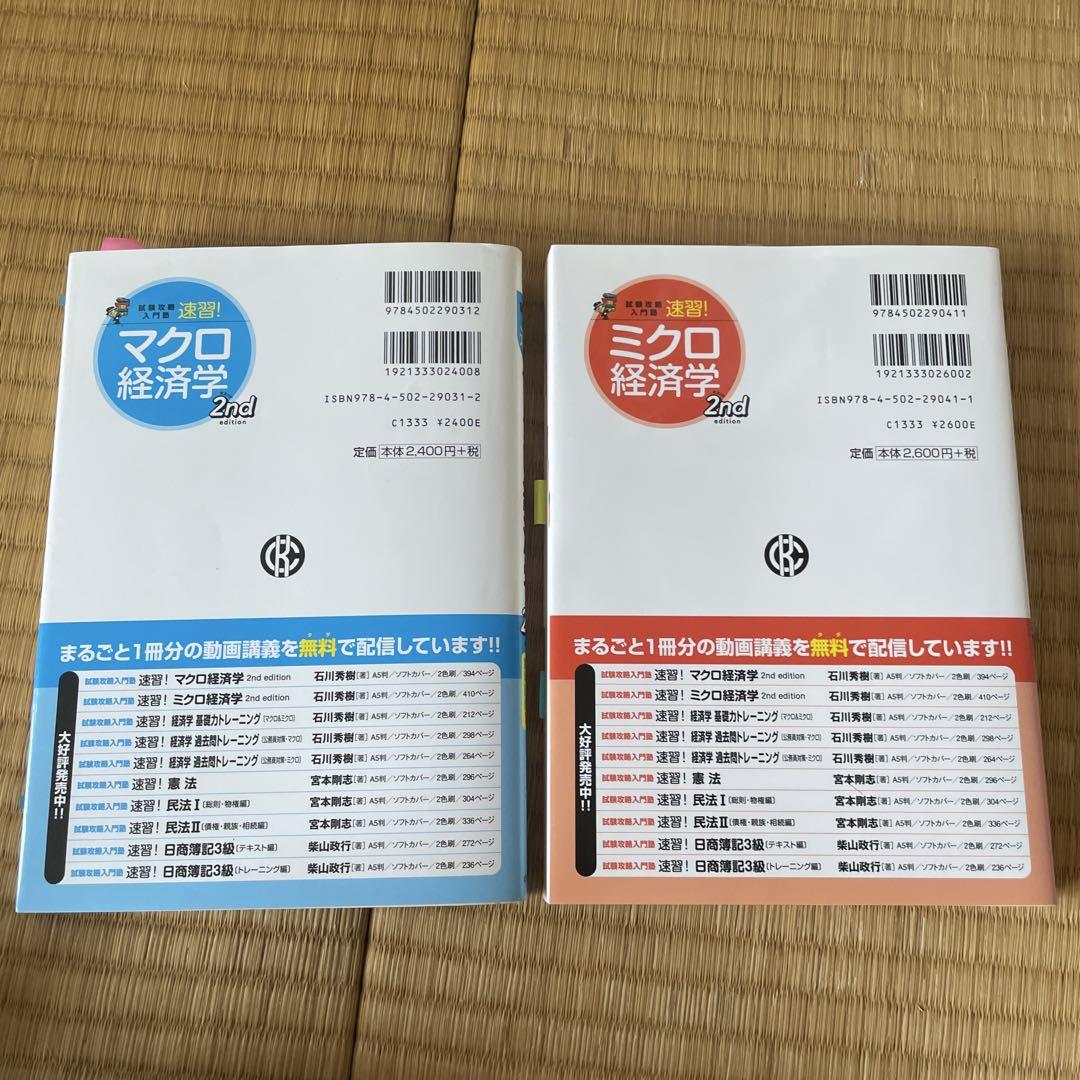 試験攻略
入門塾
速習!
マクロ
経済学
2nd
edition
9784502290312
1921333024008
ISBN978-4-502-29031-2
C1333 ¥2400E
定価 本体2,400円+税
まるごと1冊分の動画講義を無料で配信しています!!
大好評発売中!!
試験攻略入門塾 速習! マクロ経済学 2nd edition 石川秀樹[著] A5判/ソフトカバー/2色刷/394ページ
試験攻略入門塾 速習! ミクロ経済学 2nd edition 石川秀樹[著] A5判/ソフトカバー/2色刷/410ページ
試験攻略入門塾 速習! 経済学 基礎力トレーニング(マクロ&ミクロ) 石川秀樹[著] A5判/ソフトカバー/2色刷/212ページ
試験攻略入門塾 速習! 経済学 過去問トレーニング(公務員対策・マクロ) 石川秀樹[著] A5判/ソフトカバー/2色刷/298ページ
試験攻略入門塾 速習! 経済学 過去問トレーニング(公務員対策・ミクロ) 石川秀樹[著] A5判/ソフトカバー/2色刷/264ページ
試験攻略入門塾 速習! 憲法 宮本剛志[著] A5判/ソフトカバー/2色刷/296ページ
試験攻略入門塾 速習! 民法Ⅰ(総則・物権編) 宮本剛志[著] A5判/ソフトカバー/2色刷/304ページ
試験攻略入門塾 速習! 民法Ⅱ(債権・親族・相続編) 宮本剛志[著] A5判/ソフトカバー/2色刷/336ページ
試験攻略入門塾 速習! 日商簿記3級(テキスト編) 柴山政行[著] A5判/ソフトカバー/2色刷/272ページ
試験攻略入門塾 速習! 日商簿記3級(トレーニング編) 柴山政行[著] A5判/ソフトカバー/2色刷/236ページ
試験攻略
入門塾
速習!
ミクロ
経済学
2nd
edition
9784502290411
1921333026002
ISBN978-4-502-29041-1
C1333 ¥2600E
定価 本体2,600円+税
まるごと1冊分の動画講義を無料で配信しています!!
大好評発売中!!
試験攻略入門塾 速習! マクロ経済学 2nd edition 石川秀樹[著] A5判/ソフトカバー/2色刷/394ページ
試験攻略入門塾 速習! ミクロ経済学 2nd edition 石川秀樹[著] A5判/ソフトカバー/2色刷/410ページ
試験攻略入門塾 速習! 経済学 基礎力トレーニング(マクロ&ミクロ) 石川秀樹[著] A5判/ソフトカバー/2色刷/212ページ
試験攻略入門塾 速習! 経済学 過去問トレーニング(公務員対策・マクロ) 石川秀樹[著] A5判/ソフトカバー/2色刷/298ページ
試験攻略入門塾 速習! 経済学 過去問トレーニング(公務員対策・ミクロ) 石川秀樹[著] A5判/ソフトカバー/2色刷/264ページ
試験攻略入門塾 速習! 憲法 宮本剛志[著] A5判/ソフトカバー/2色刷/296ページ
試験攻略入門塾 速習! 民法Ⅰ(総則・物権編) 宮本剛志[著] A5判/ソフトカバー/2色刷/304ページ
試験攻略入門塾 速習! 民法Ⅱ(債権・親族・相続編) 宮本剛志[著] A5判/ソフトカバー/2色刷/336ページ
試験攻略入門塾 速習! 日商簿記3級(テキスト編) 柴山政行[著] A5判/ソフトカバー/2色刷/272ページ
試験攻略入門塾 速習! 日商簿記3級(トレーニング編) 柴山政行[著] A5判/ソフトカバー/2色刷/236ページ